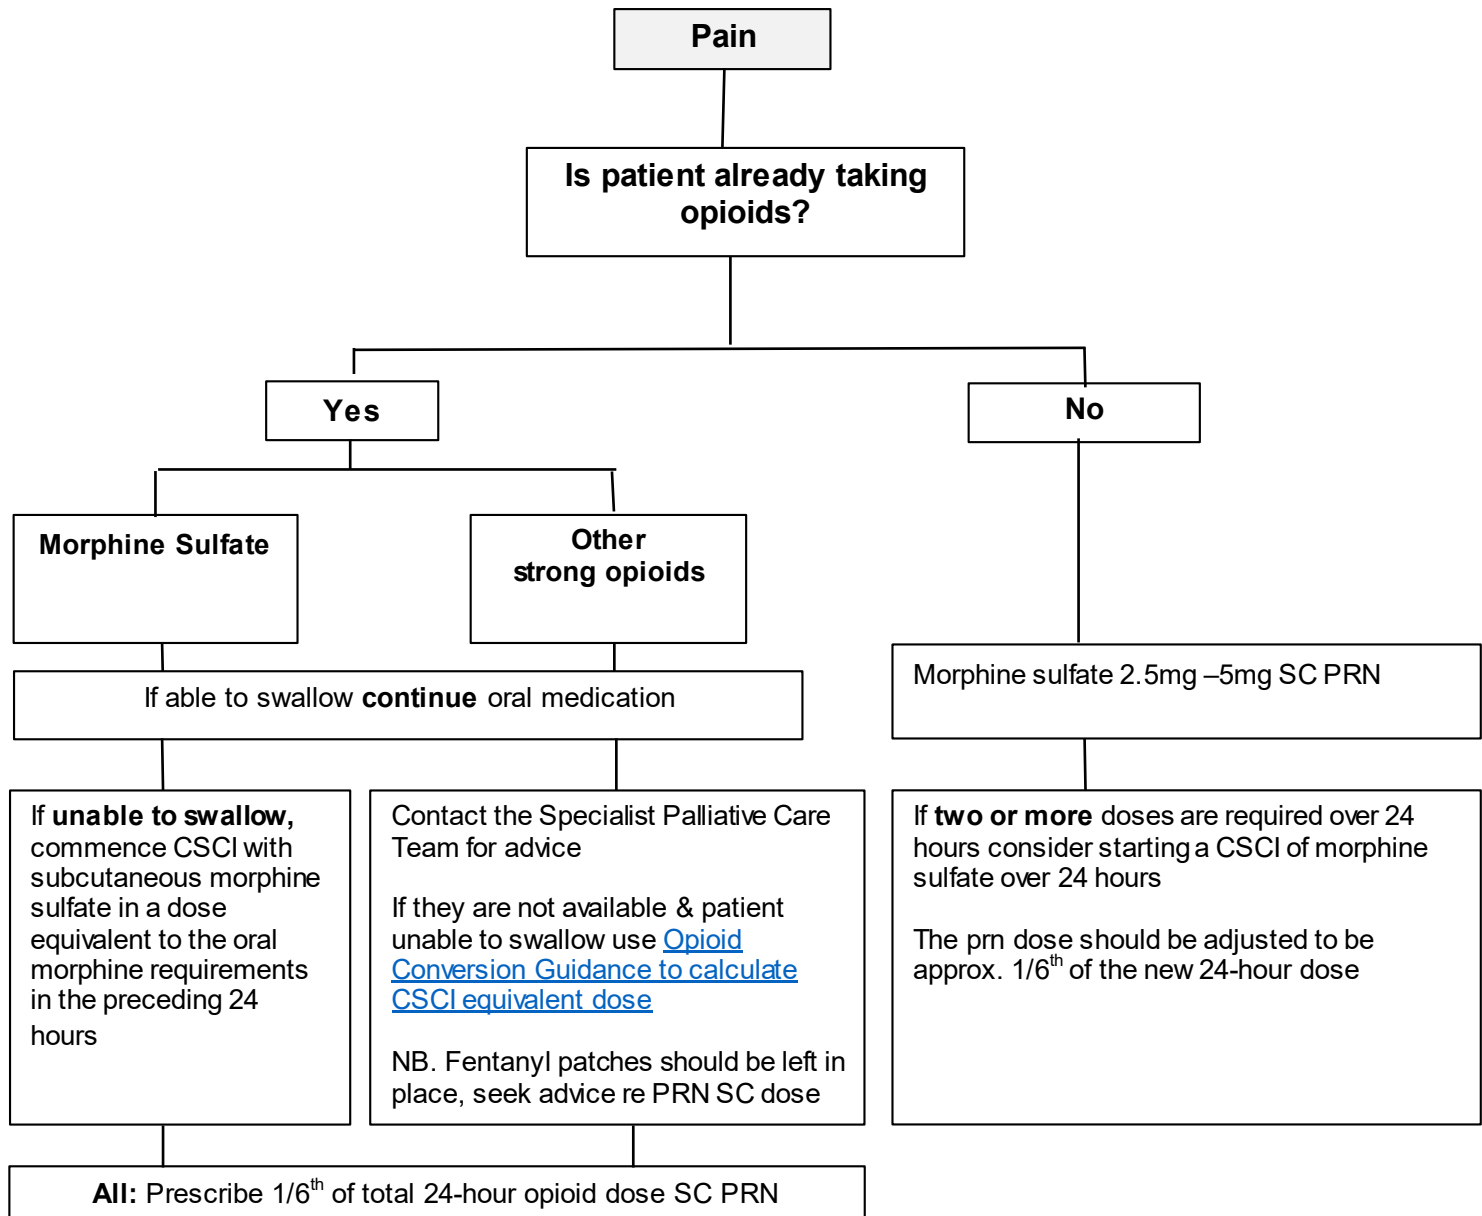 Pain
Is patient already taking
opioids?
Yes
No
Morphine Sulfate
Other
strong opioids
If able to swallow continue oral medication
Morphine sulfate 2.5mg –5mg SC PRN
If unable to swallow,
commence CSCI with
subcutaneous morphine
sulfate in a dose
equivalent to the oral
morphine requirements
in the preceding 24
hours
Contact the Specialist Palliative Care
Team for advice
If they are not available & patient
unable to swallow use Opioid
Conversion Guidance to calculate
CSCI equivalent dose
NB. Fentanyl patches should be left in
place, seek advice re PRN SC dose
If two or more doses are required over 24
hours consider starting a CSCI of morphine
sulfate over 24 hours
The prn dose should be adjusted to be
approx. 1/6th of the new 24-hour dose
All: Prescribe 1/6th of total 24-hour opioid dose SC PRN